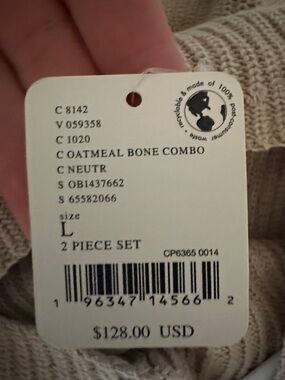 recyclable & made of 100% post-consumer waste •
C 8142
V 059358
C 1020
C OATMEAL BONE COMBO
C NEUTR
S OB1437662
S 65582066
size
L
2 PIECE SET
CP6365 0014
1 96347 14566 2
$128.00 USD